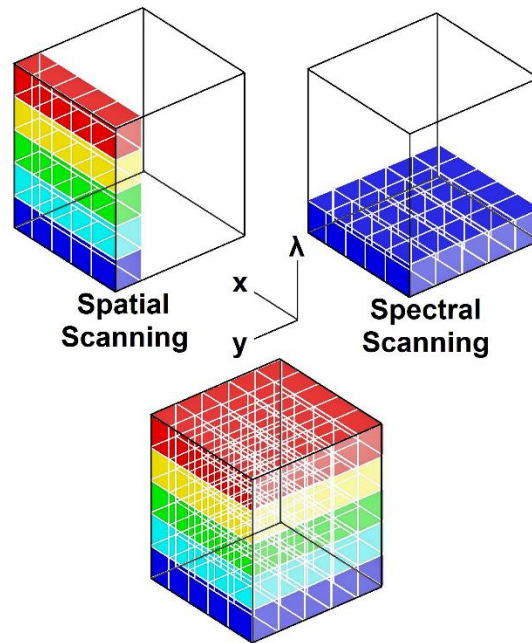 λ
x
y
Spatial
Scanning
Spectral
Scanning